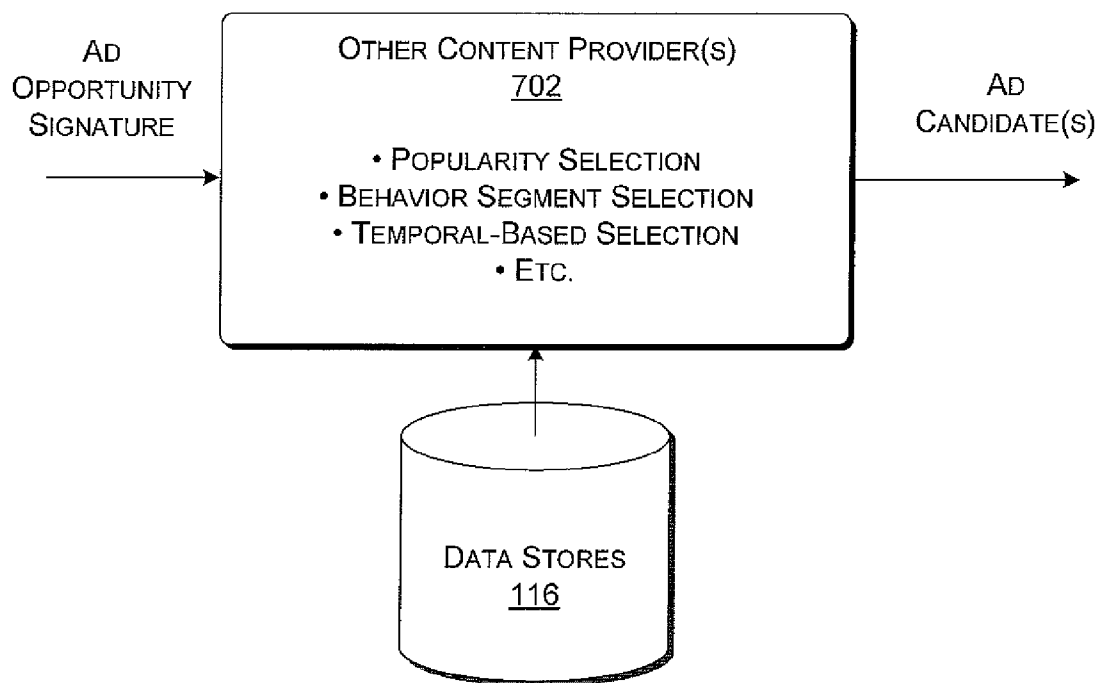 AD
OPPORTUNITY
SIGNATURE
OTHER CONTENT PROVIDER(S)
702
• POPULARITY SELECTION
• BEHAVIOR SEGMENT SELECTION
• TEMPORAL-BASED SELECTION
• ETC.
AD
CANDIDATE(S)
DATA STORES
116